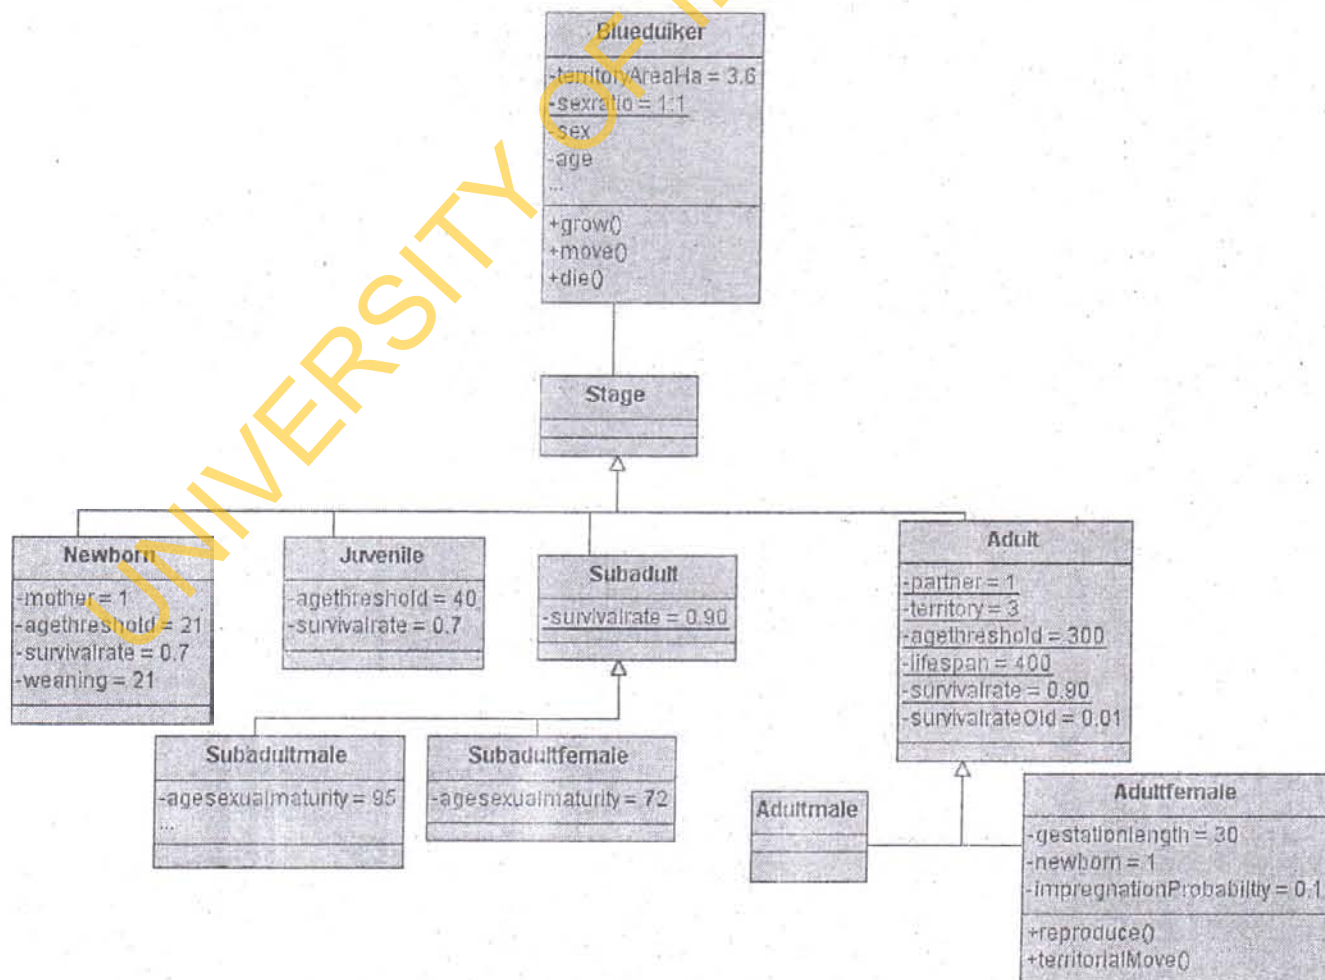 Blueduiker
-territoryAreaHa = 3.6
-sexratio = 1:1
-sex
-age
...
+grow()
+move()
+die()
Stage
Newborn
-mother = 1
-agethreshold = 21
-survivalrate = 0.7
-weaning = 21
Juvenile
-agethreshold = 40
-survivalrate = 0.7
Subadult
-survivalrate = 0.90
Adult
-partner = 1
-territory = 3
-agethreshold = 300
-lifespan = 400
-survivalrate = 0.90
-survivalrateOld = 0.01
Subadultmale
-agesexualmaturity = 95
...
Subadultfemale
-agesexualmaturity = 72
Adultmale
Adultfemale
-gestationlength = 30
-newborn = 1
-impregnationProbabiltiy = 0.1
+reproduce()
+territorialMove()
UNIVERSITY OF